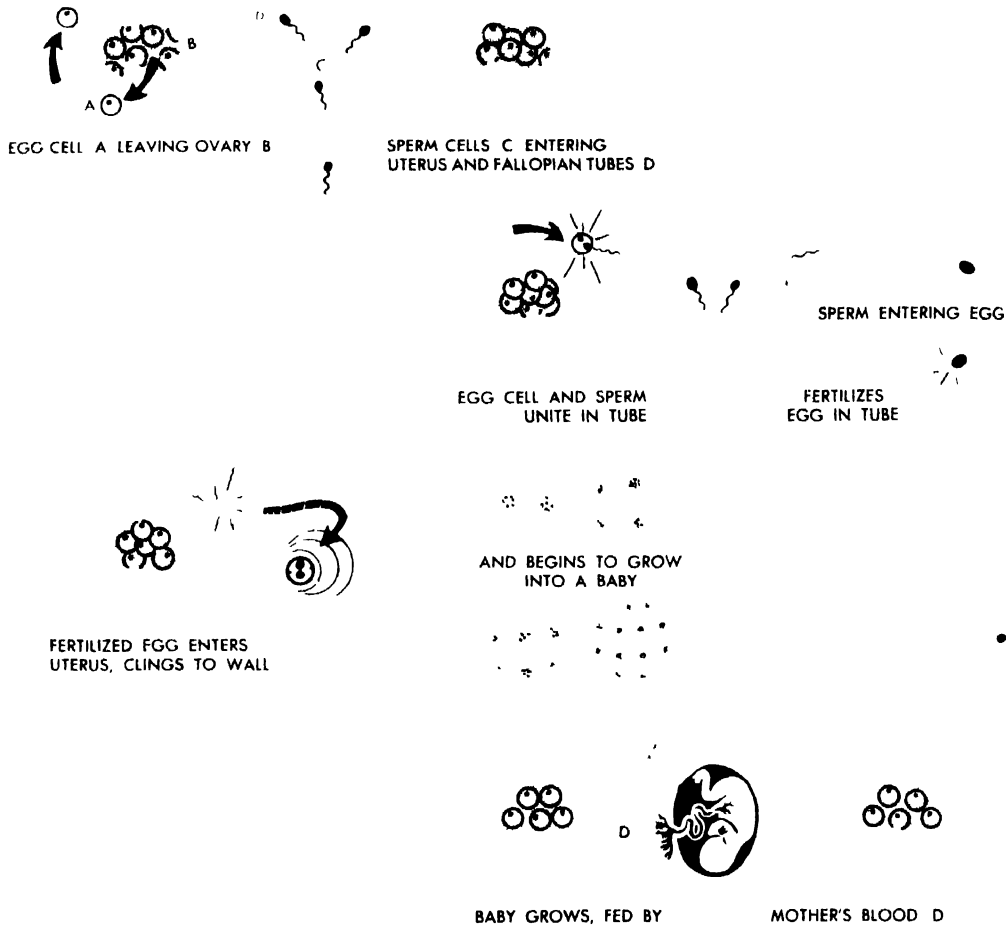 B
D
C
A
EGG CELL A LEAVING OVARY B
SPERM CELLS C ENTERING
UTERUS AND FALLOPIAN TUBES D
SPERM ENTERING EGG
EGG CELL AND SPERM
UNITE IN TUBE
FERTILIZES
EGG IN TUBE
AND BEGINS TO GROW
INTO A BABY
FERTILIZED EGG ENTERS
UTERUS, CLINGS TO WALL
D
BABY GROWS, FED BY
MOTHER'S BLOOD D